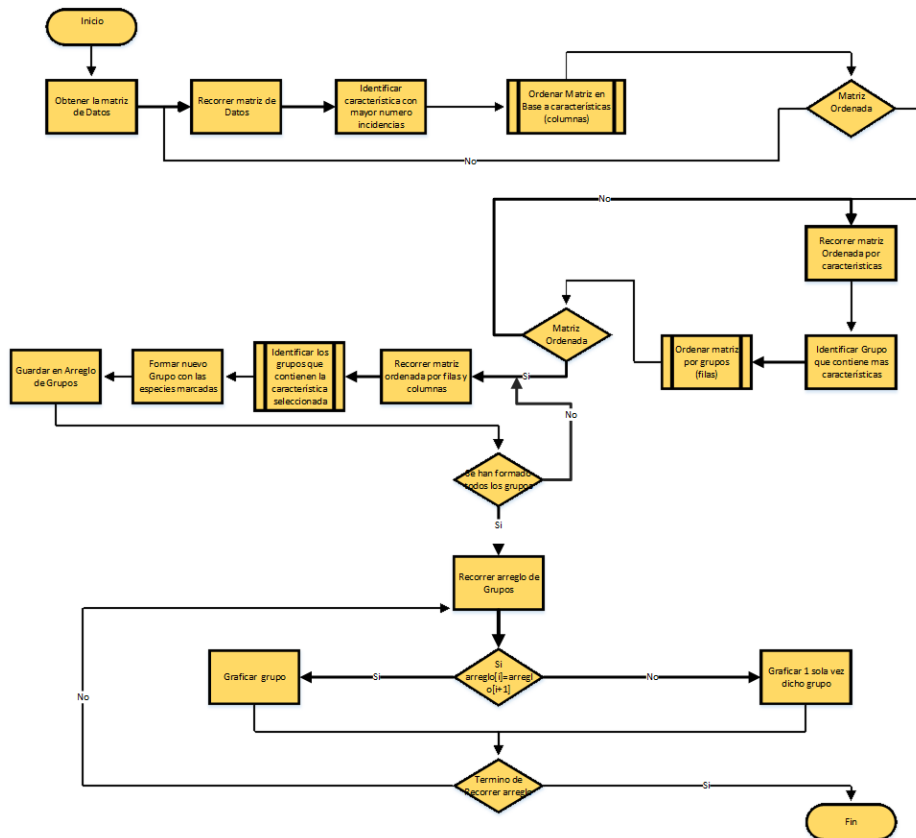 Inicio
Obtener la matriz
de Datos
Recorrer matriz de
Datos
Identificar
característica con
mayor numero
incidencias
Ordenar Matriz en
Base a características
(columnas)
Matriz
Ordenada
No
No
Recorrer matriz
Ordenada por
caracteristicas
Identificar Grupo
que contiene mas
características
Ordenar matriz
por grupos
(filas)
Matriz
Ordenada
Si
Recorrer matriz
ordenada por filas y
columnas
Identificar los
grupos que
contienen la
característica
seleccionada
Formar nuevo
Grupo con las
especies marcadas
Guardar en Arreglo
de Grupos
No
Se han formado
todos los grupos
Si
Recorrer arreglo de
Grupos
Si
arreglo[i]=arregl
o[i+1]
Si
Graficar grupo
No
Graficar 1 sola vez
dicho grupo
No
Termino de
Recorrer arreglo
Si
Fin